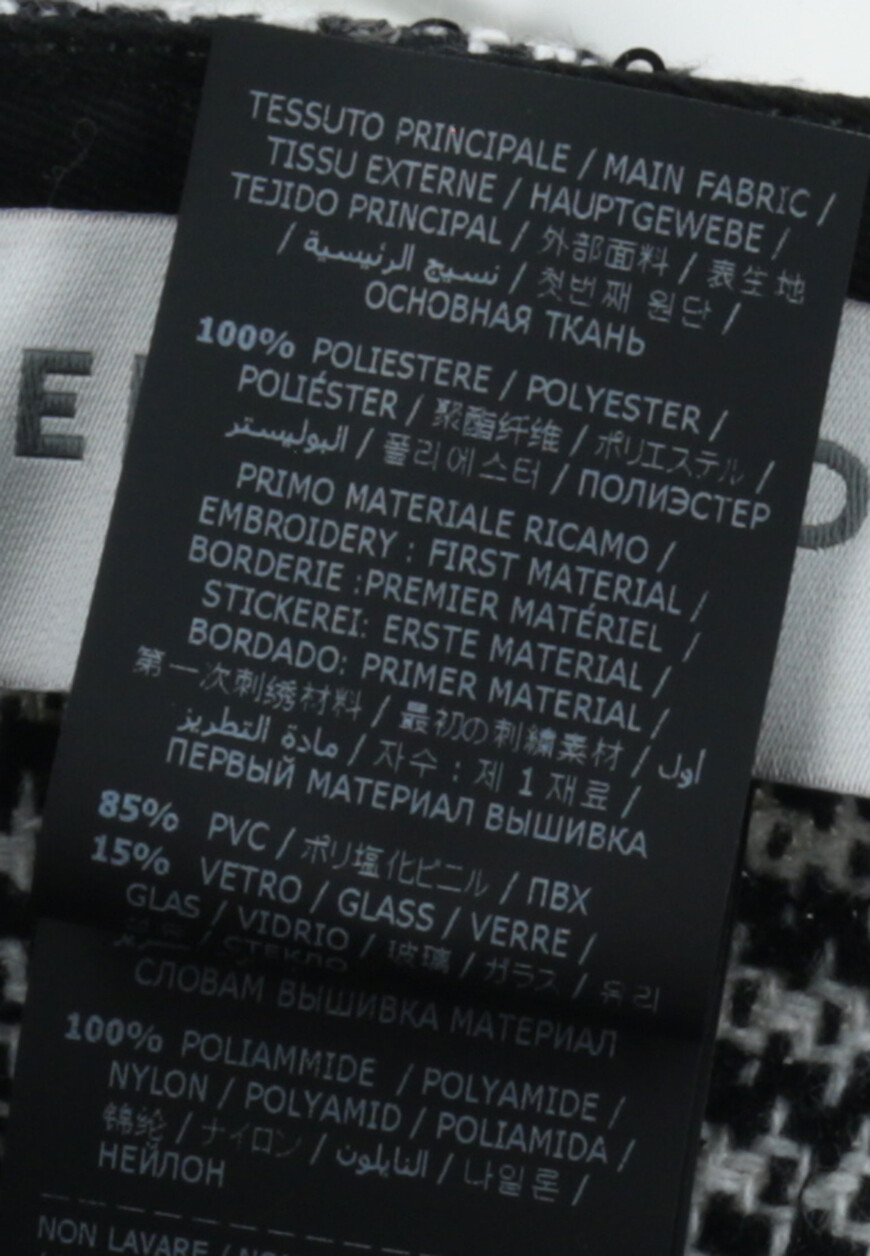 TESSUTO PRINCIPALE / MAIN FABRIC /
TISSU EXTERNE / HAUPTGEWEBE /
TEJIDO PRINCIPAL / 外部面料 / 表生地
/ نسيج الرئيسية / 첫번째 원단 /
ОСНОВНАЯ ТКАНЬ
100% POLIESTERE / POLYESTER /
POLIÉSTER / 聚酯纤维 / ポリエステル /
البوليستر / 폴리에스터 / ПОЛИЭСТЕР
PRIMO MATERIALE RICAMO /
EMBROIDERY : FIRST MATERIAL /
BORDERIE :PREMIER MATÉRIEL /
STICKEREI: ERSTE MATERIAL /
BORDADO: PRIMER MATERIAL /
第一次刺绣材料 / 最初の刺繍素材 / أول
مادة التطريز / 자수 : 제 1 재료 /
ПЕРВЫЙ МАТЕРИАЛ ВЫШИВКА
85% PVC / ポリ塩化ビニル / ПВХ
15% VETRO / GLASS / VERRE /
GLAS / VIDRIO / 玻璃 / ガラス / 유리
СТЕКЛО
СЛОВАМ ВЫШИВКА МАТЕРИАЛ
100% POLIAMMIDE / POLYAMIDE /
NYLON / POLYAMID / POLIAMIDA /
锦纶 / ナイロン / النايلون / 나일론 /
НЕЙЛОН
NON LAVARE /